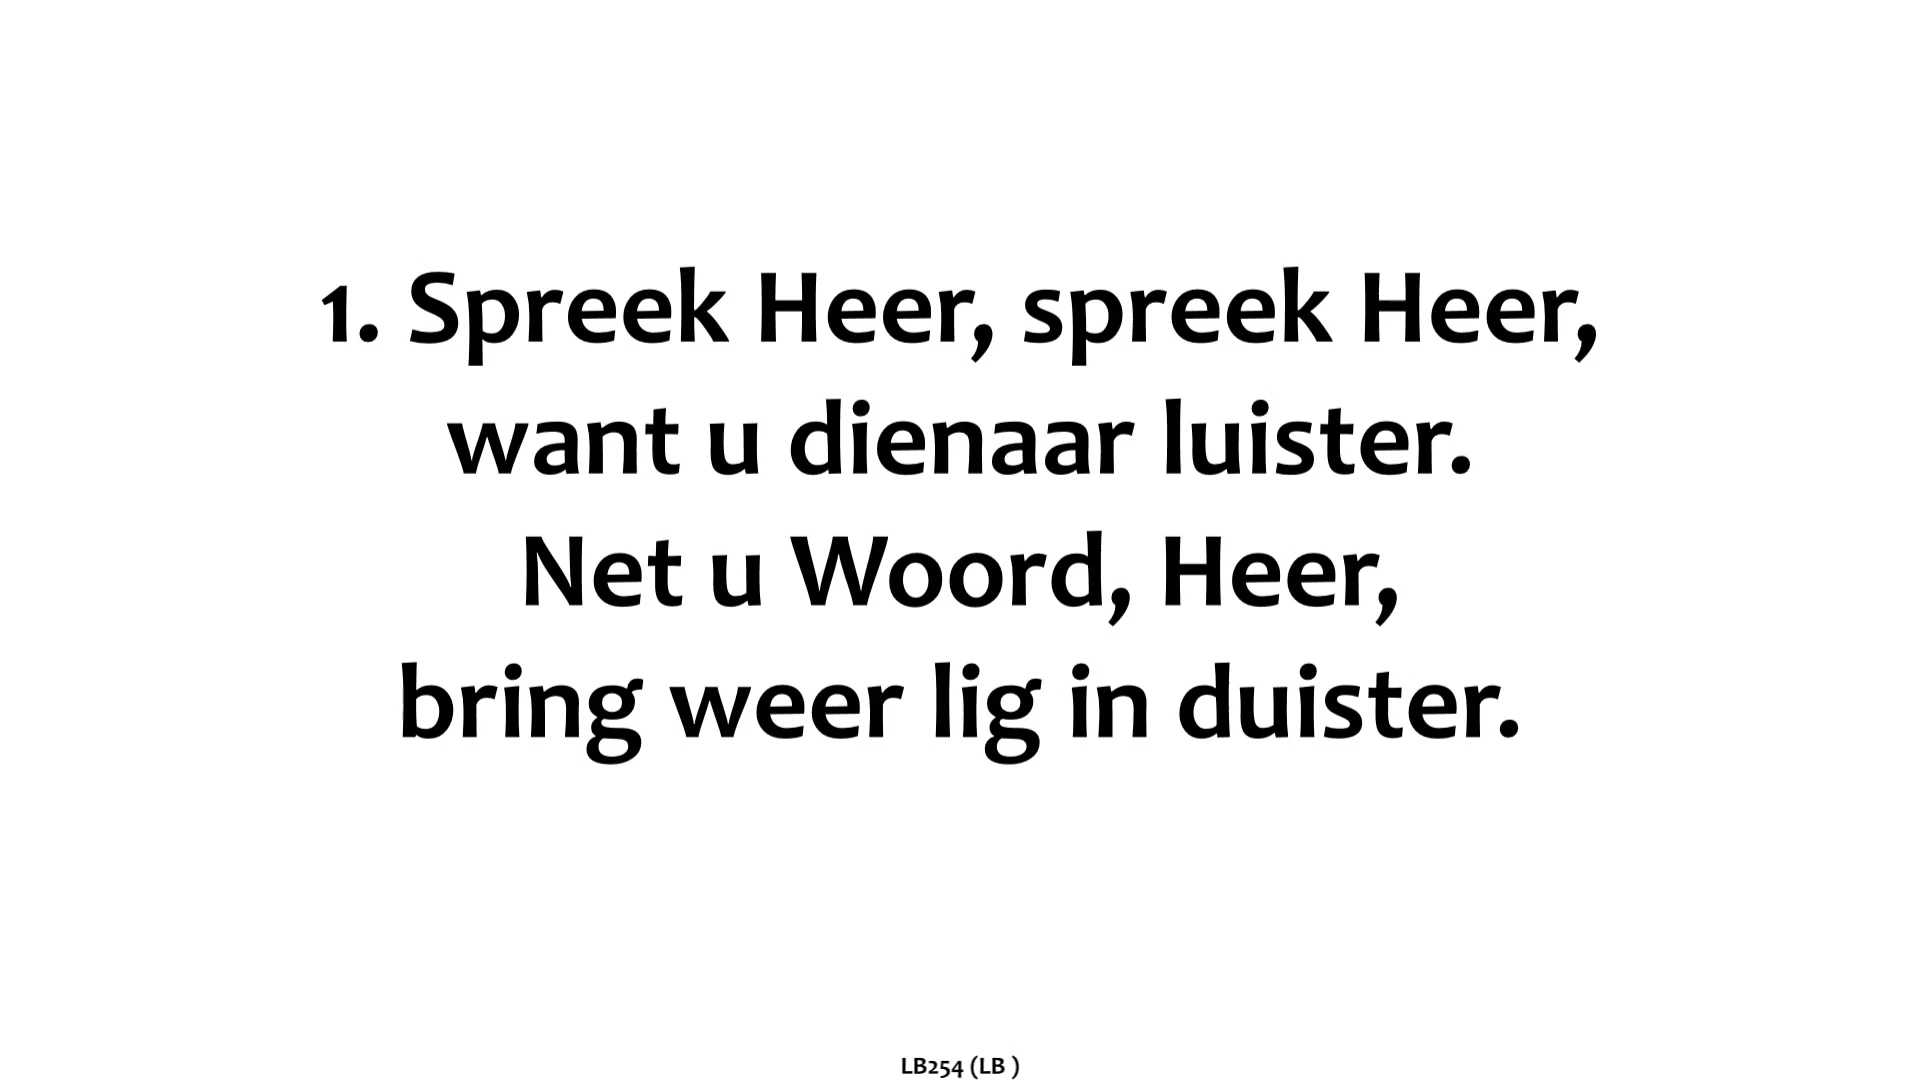 1. Spreek Heer, spreek Heer,
want u dienaar luister.
Net u Woord, Heer,
bring weer lig in duister.
LB254 (LB )